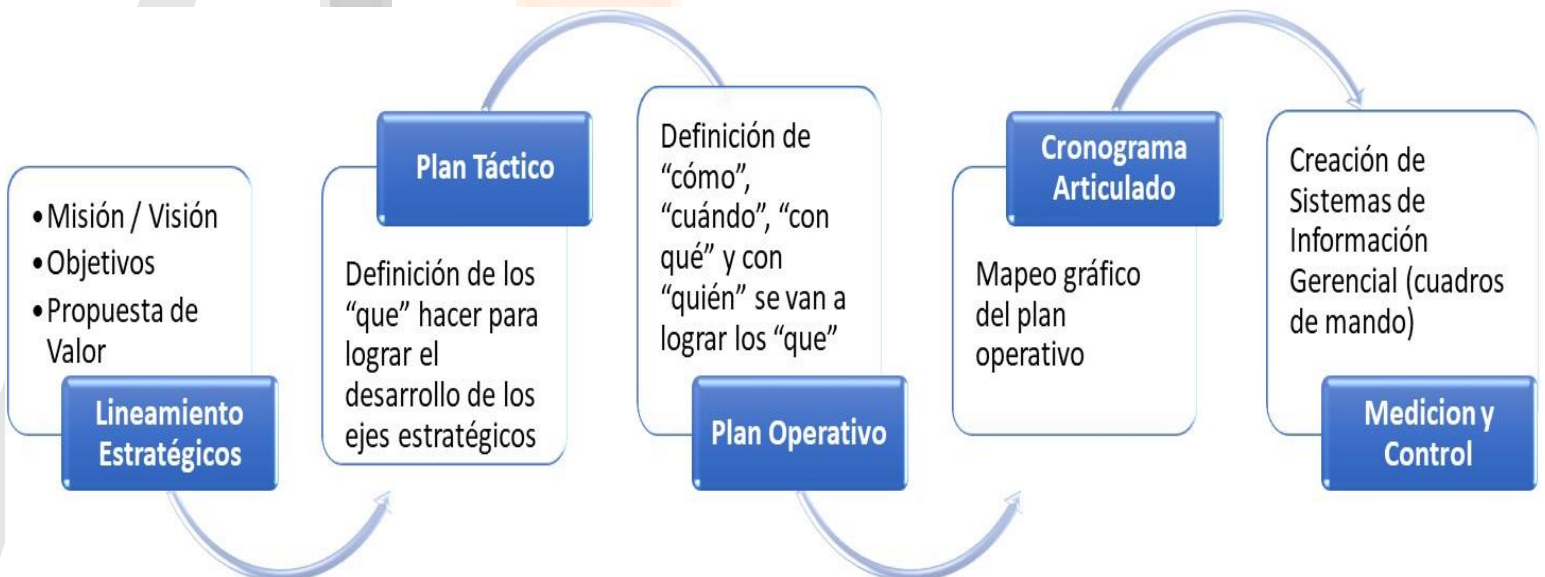 • Misión / Visión
• Objetivos
• Propuesta de
Valor
Lineamiento
Estratégicos
Plan Táctico
Definición de los
“que” hacer para
lograr el
desarrollo de los
ejes estratégicos
Definición de
“cómo”,
“cuándo”, “con
qué” y con
“quién” se van a
lograr los “que”
Plan Operativo
Cronograma
Articulado
Mapeo gráfico
del plan
operativo
Creación de
Sistemas de
Información
Gerencial (cuadros
de mando)
Medicion y
Control